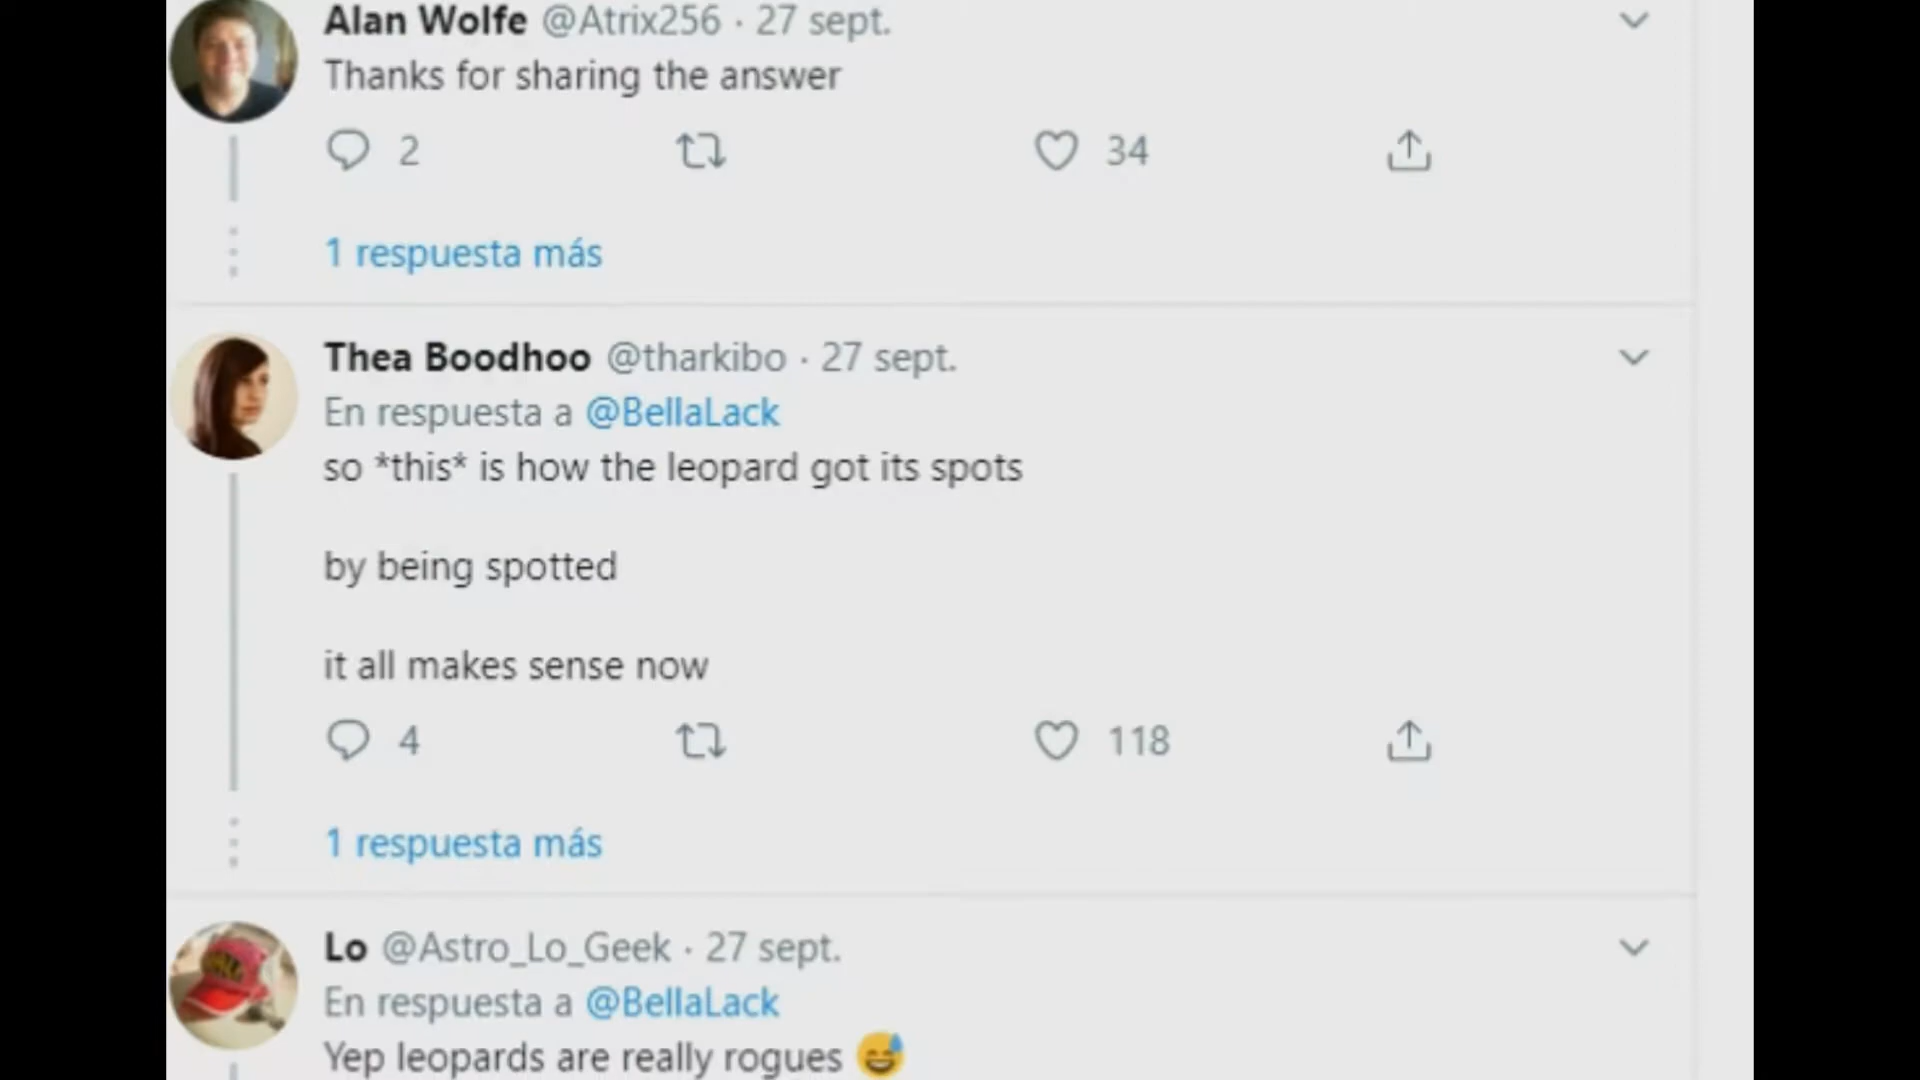 Alan Wolfe @Atrix256 · 27 sept.
Thanks for sharing the answer
2 34
1 respuesta más
Thea Boodhoo @tharkibo · 27 sept.
En respuesta a @BellaLack
so *this* is how the leopard got its spots
by being spotted
it all makes sense now
4 118
1 respuesta más
Lo @Astro_Lo_Geek · 27 sept.
En respuesta a @BellaLack
Yep leopards are really rogues 😅